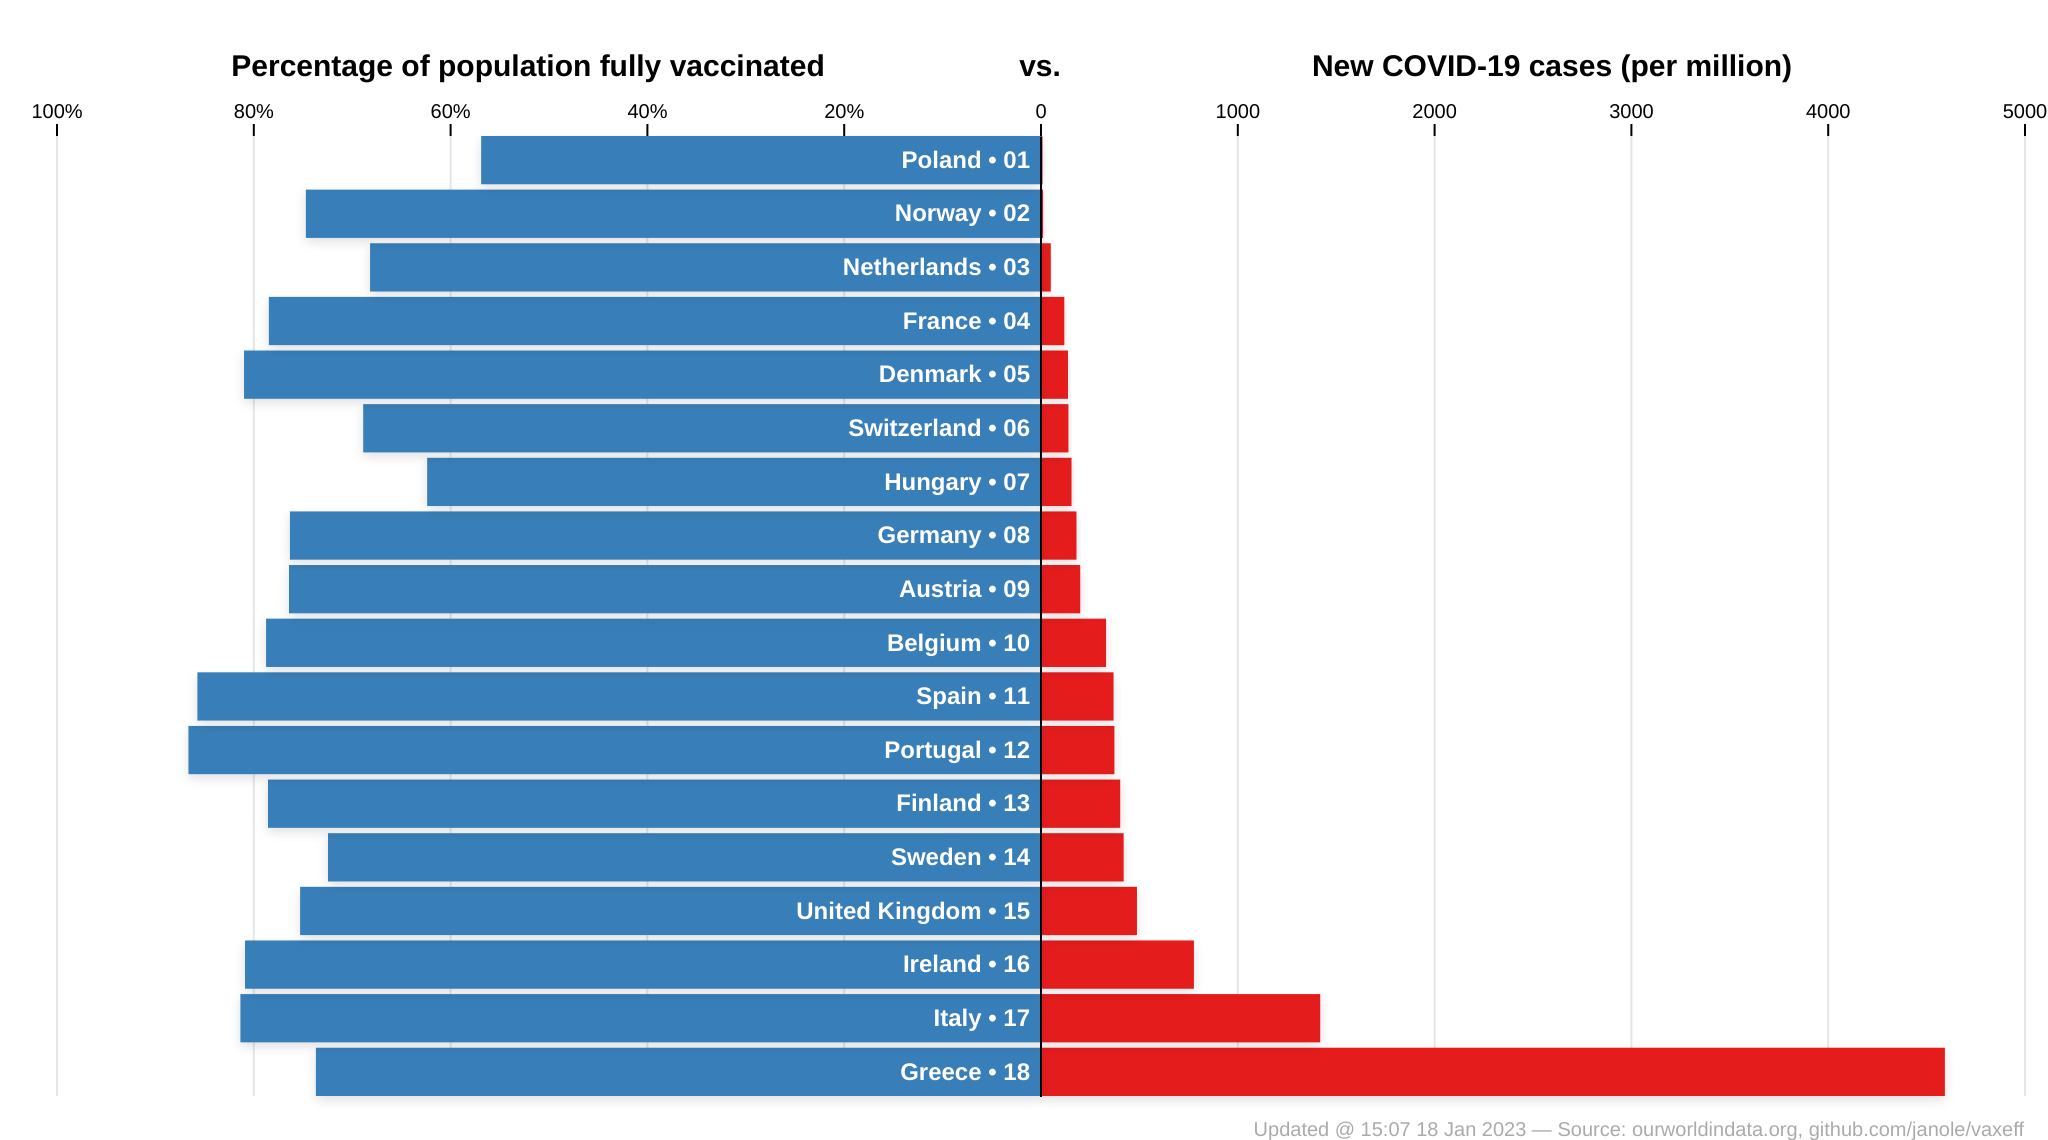 Percentage of population fully vaccinated vs. New COVID-19 cases (per million)
100% 80% 60% 40% 20% 0 1000 2000 3000 4000 5000
Poland • 01
Norway • 02
Netherlands • 03
France • 04
Denmark • 05
Switzerland • 06
Hungary • 07
Germany • 08
Austria • 09
Belgium • 10
Spain • 11
Portugal • 12
Finland • 13
Sweden • 14
United Kingdom • 15
Ireland • 16
Italy • 17
Greece • 18
Updated @ 15:07 18 Jan 2023 — Source: ourworldindata.org, github.com/janole/vaxeff